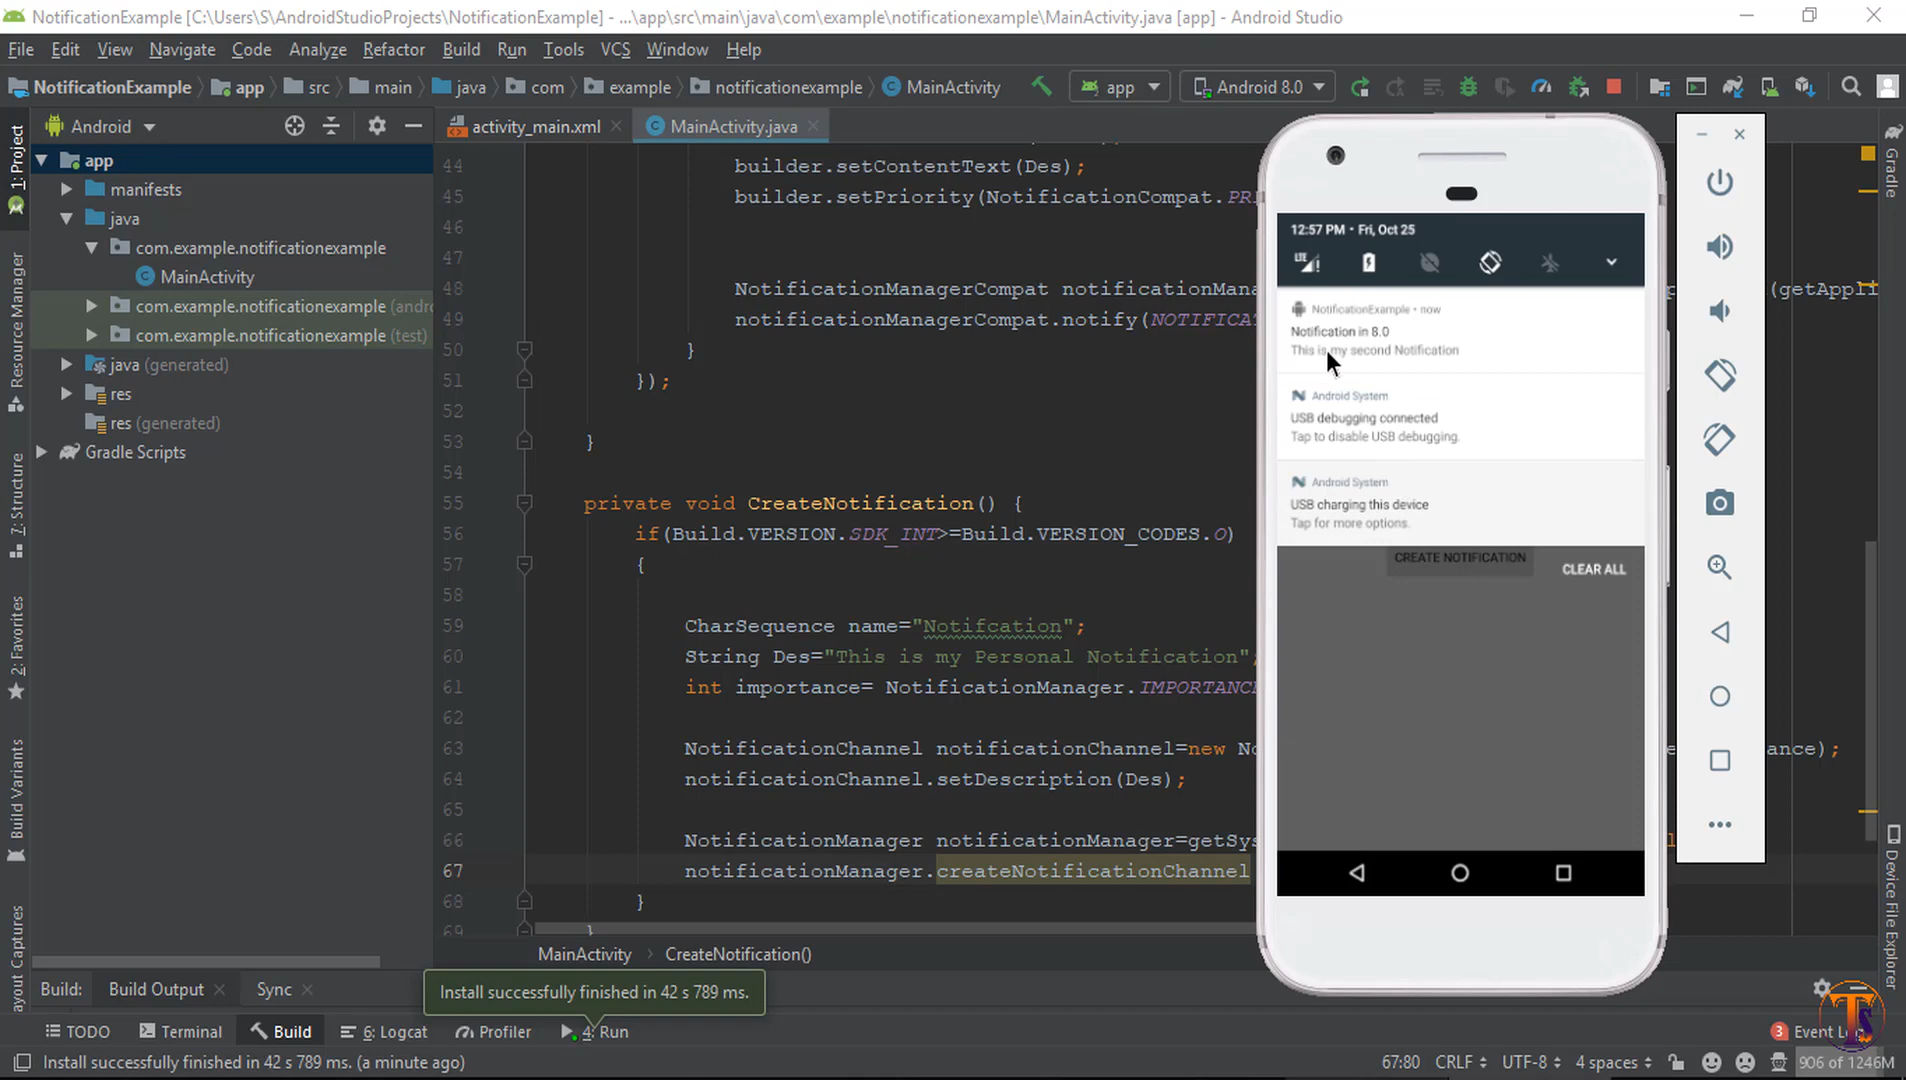 NotificationExample [C:\Users\S\AndroidStudioProjects\NotificationExample] - ...\app\src\main\java\com\example\notificationexample\MainActivity.java [app] - Android Studio
File Edit View Navigate Code Analyze Refactor Build Run Tools VCS Window Help
NotificationExample app src main java com example notificationexample MainActivity app Android 8.0
1: Project
Resource Manager
7: Structure
2: Favorites
Build Variants
Layout Captures
Android
app
manifests
java
com.example.notificationexample
MainActivity
com.example.notificationexample (andro
com.example.notificationexample (test)
java (generated)
res
res (generated)
Gradle Scripts
activity_main.xml MainActivity.java
44 builder.setContentText(Des);
45 builder.setPriority(NotificationCompat.PRI
46
47
48 NotificationManagerCompat notificationMana (getAppli
49 notificationManagerCompat.notify(NOTIFICAT
50 }
51 });
52
53 }
54
55 private void CreateNotification() {
56 if(Build.VERSION.SDK_INT>=Build.VERSION_CODES.O)
57 {
58
59 CharSequence name="Notifcation";
60 String Des="This is my Personal Notification";
61 int importance= NotificationManager.IMPORTANCE
62
63 NotificationChannel notificationChannel=new No ance);
64 notificationChannel.setDescription(Des);
65
66 NotificationManager notificationManager=getSys
67 notificationManager.createNotificationChannel
68 }
69 }
MainActivity CreateNotification()
12:57 PM • Fri, Oct 25
LTE
NotificationExample • now
Notification in 8.0
This is my second Notification
Android System
USB debugging connected
Tap to disable USB debugging.
Android System
USB charging this device
Tap for more options.
CREATE NOTIFICATION
CLEAR ALL
Gradle
Device File Explorer
Build: Build Output Sync
Install successfully finished in 42 s 789 ms.
TODO Terminal Build 6: Logcat Profiler 4: Run 3 Event Log
Install successfully finished in 42 s 789 ms. (a minute ago) 67:80 CRLF UTF-8 4 spaces 906 of 1246M
TS